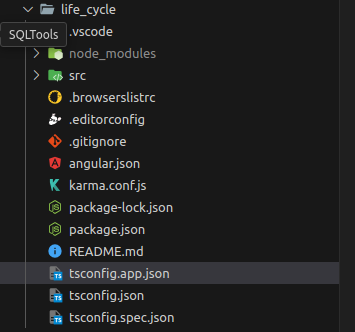 life_cycle
.vscode
SQLTools
node_modules
src
.browserslistrc
.editorconfig
.gitignore
angular.json
karma.conf.js
package-lock.json
package.json
README.md
tsconfig.app.json
tsconfig.json
tsconfig.spec.json